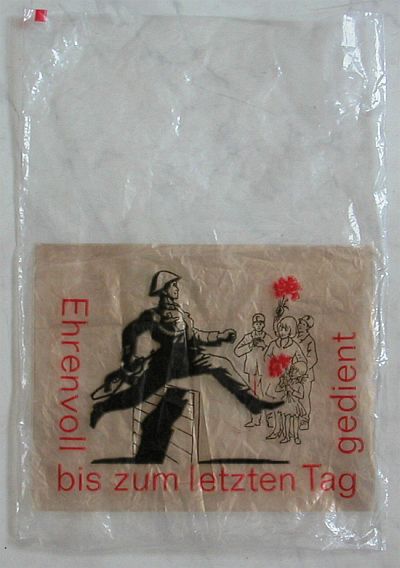 Ehrenvoll
bis zum letzten Tag
gedient